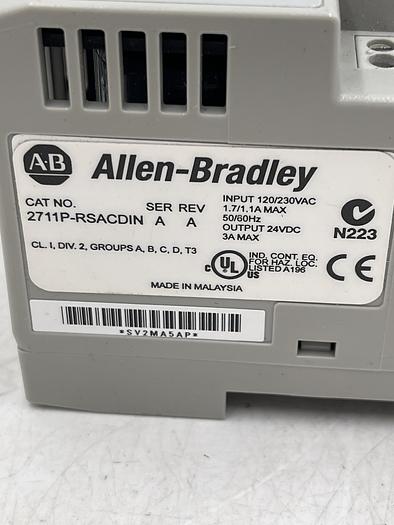 A·B Allen-Bradley
CAT NO. SER REV
2711P-RSACDIN A A
INPUT 120/230VAC
1.7/1.1A MAX
50/60Hz
OUTPUT 24VDC
3A MAX
N223
CL. I, DIV. 2, GROUPS A, B, C, D, T3
C UL US
IND. CONT. EQ.
FOR HAZ. LOC.
LISTED A196
CE
MADE IN MALAYSIA
*SV2MA5AP*